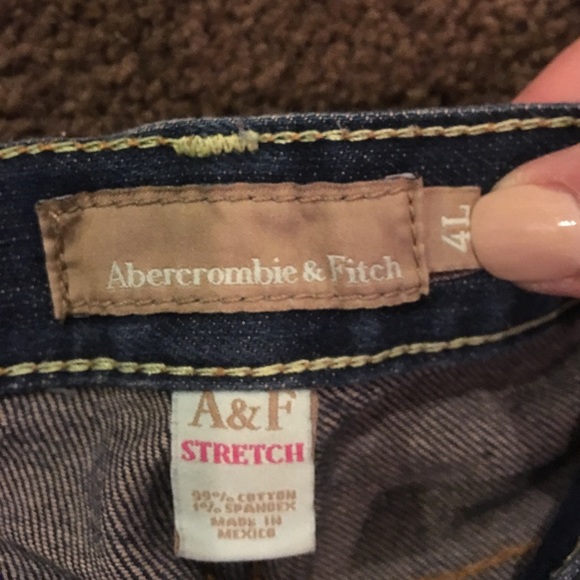 Abercrombie & Fitch
4L
A&F
STRETCH
99% COTTON
1% SPANDEX
MADE IN
MEXICO